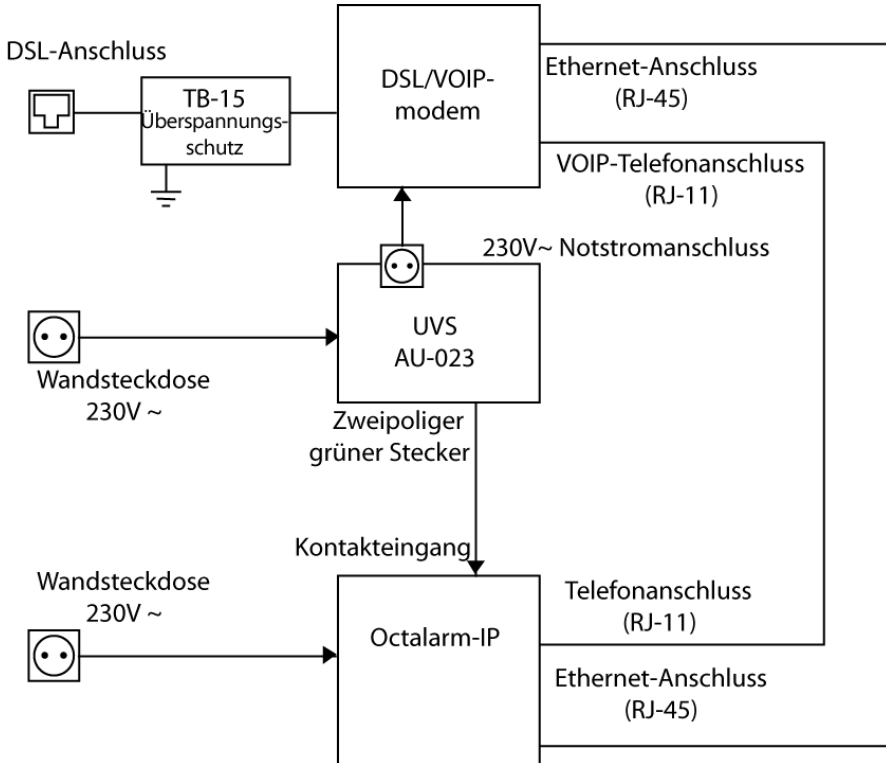 DSL-Anschluss
TB-15
Überspannungs-
schutz
DSL/VOIP-
modem
Ethernet-Anschluss
(RJ-45)
VOIP-Telefonanschluss
(RJ-11)
230V~ Notstromanschluss
UVS
AU-023
Wandsteckdose
230V ~
Zweipoliger
grüner Stecker
Kontakteingang
Wandsteckdose
230V ~
Octalarm-IP
Telefonanschluss
(RJ-11)
Ethernet-Anschluss
(RJ-45)